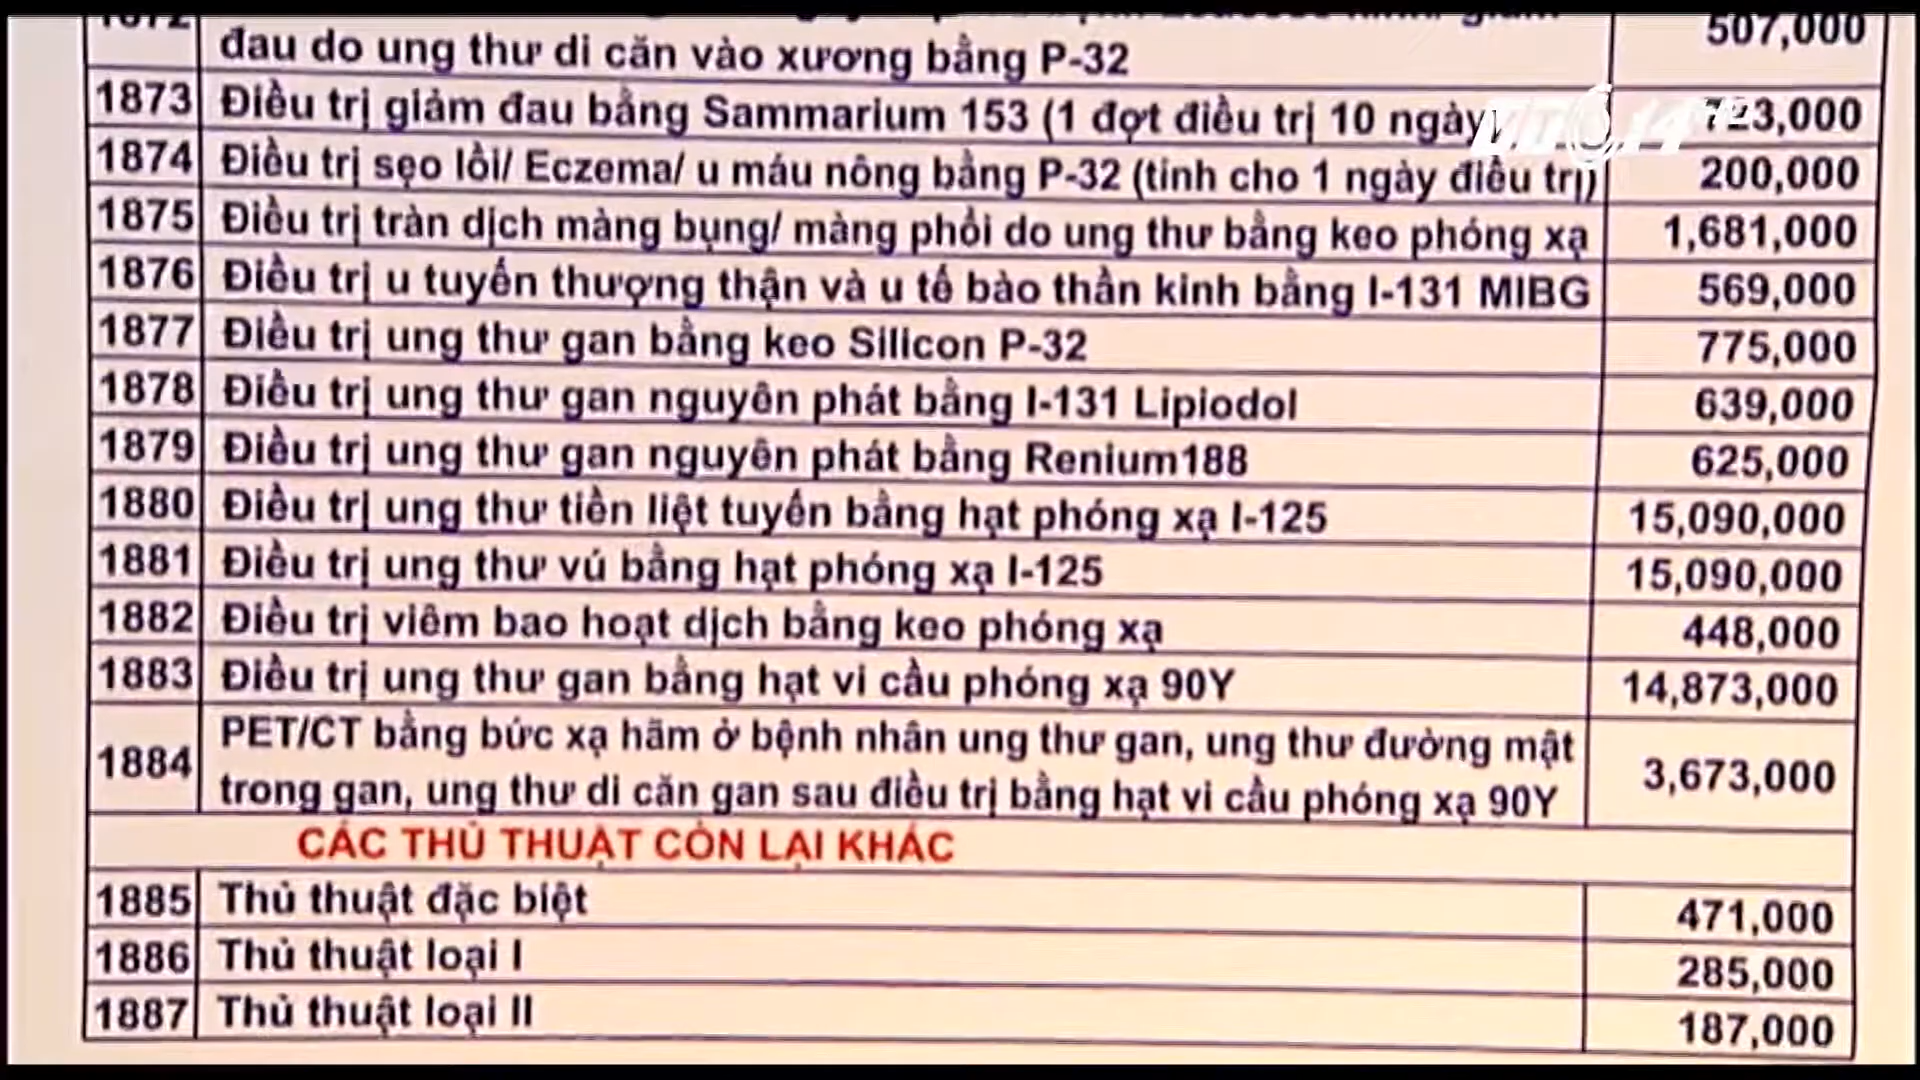 507,000
đau do ung thư di căn vào xương bằng P-32
1873 Điều trị giảm đau bằng Sammarium 153 (1 đợt điều trị 10 ngày 723,000
1874 Điều trị sẹo lồi/ Eczema/ u máu nông bằng P-32 (tính cho 1 ngày điều trị) 200,000
1875 Điều trị tràn dịch màng bụng/ màng phổi do ung thư bằng keo phóng xạ 1,681,000
1876 Điều trị u tuyến thượng thận và u tế bào thần kinh bằng I-131 MIBG 569,000
1877 Điều trị ung thư gan bằng keo Silicon P-32 775,000
1878 Điều trị ung thư gan nguyên phát bằng I-131 Lipiodol 639,000
1879 Điều trị ung thư gan nguyên phát bằng Renium188 625,000
1880 Điều trị ung thư tiền liệt tuyến bằng hạt phóng xạ I-125 15,090,000
1881 Điều trị ung thư vú bằng hạt phóng xạ I-125 15,090,000
1882 Điều trị viêm bao hoạt dịch bằng keo phóng xạ 448,000
1883 Điều trị ung thư gan bằng hạt vi cầu phóng xạ 90Y 14,873,000
1884 PET/CT bằng bức xạ hãm ở bệnh nhân ung thư gan, ung thư đường mật
trong gan, ung thư di căn gan sau điều trị bằng hạt vi cầu phóng xạ 90Y 3,673,000
CÁC THỦ THUẬT CÒN LẠI KHÁC
1885 Thủ thuật đặc biệt 471,000
1886 Thủ thuật loại I 285,000
1887 Thủ thuật loại II 187,000